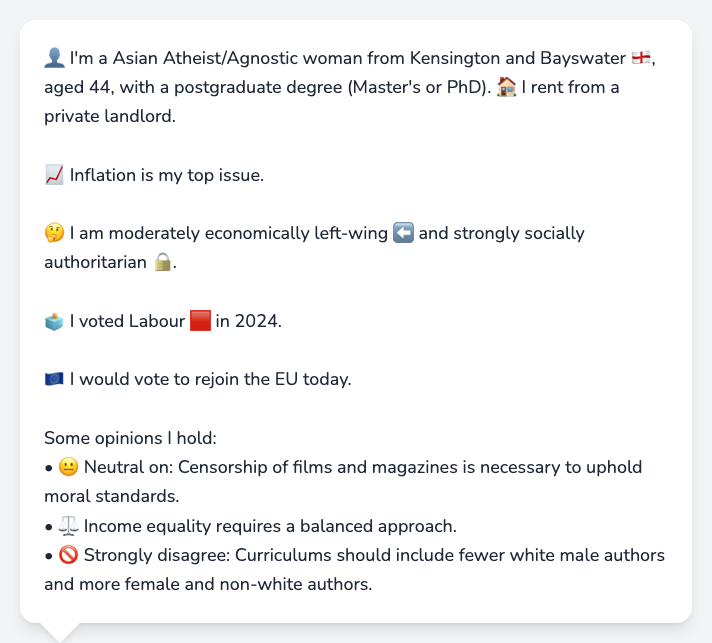 👤 I'm a Asian Atheist/Agnostic woman from Kensington and Bayswater 🏴󠁧󠁢󠁥󠁮󠁧󠁿,
aged 44, with a postgraduate degree (Master's or PhD). 🏠 I rent from a
private landlord.
📈 Inflation is my top issue.
🤔 I am moderately economically left-wing ⬅️ and strongly socially
authoritarian 🔒.
🗳️ I voted Labour 🟥 in 2024.
🇪🇺 I would vote to rejoin the EU today.
Some opinions I hold:
• 😐 Neutral on: Censorship of films and magazines is necessary to uphold
moral standards.
• ⚖️ Income equality requires a balanced approach.
• 🚫 Strongly disagree: Curriculums should include fewer white male authors
and more female and non-white authors.